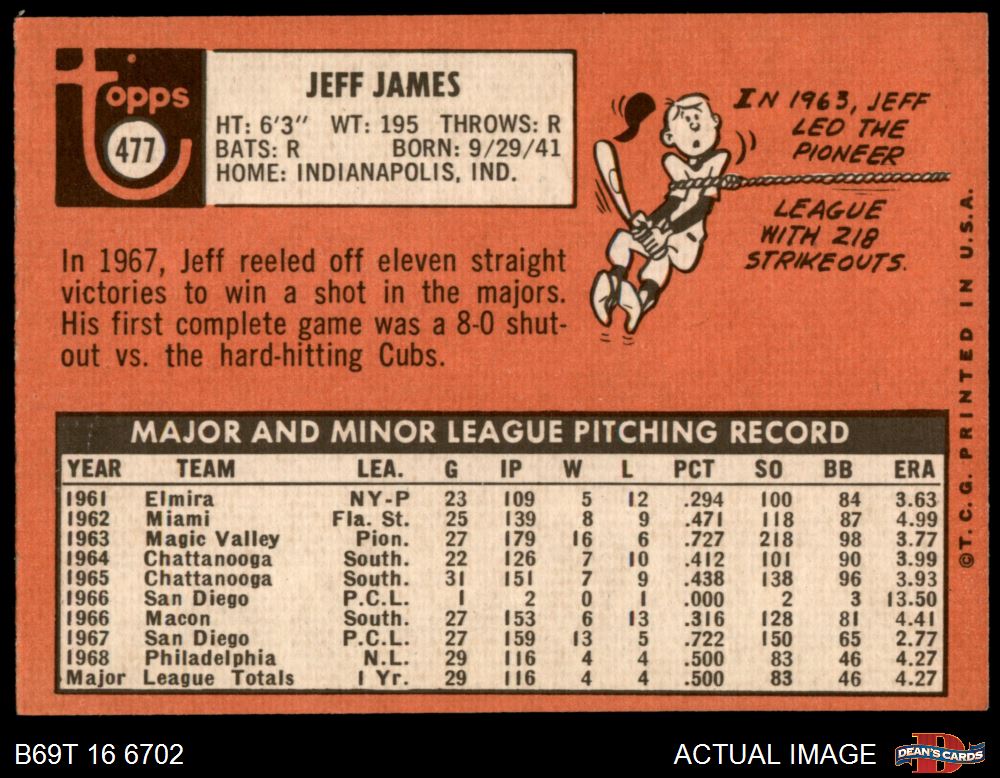 topps
477
JEFF JAMES
HT: 6'3" WT: 195 THROWS: R
BATS: R BORN: 9/29/41
HOME: INDIANAPOLIS, IND.
IN 1963, JEFF
LED THE
PIONEER
LEAGUE
WITH 218
STRIKEOUTS.
In 1967, Jeff reeled off eleven straight
victories to win a shot in the majors.
His first complete game was a 8-0 shut-
out vs. the hard-hitting Cubs.
MAJOR AND MINOR LEAGUE PITCHING RECORD
YEAR TEAM LEA. G IP W L PCT SO BB ERA
1961 Elmira NY-P 23 109 5 12 .294 100 84 3.63
1962 Miami Fla. St. 25 139 8 9 .471 118 87 4.99
1963 Magic Valley Pion. 27 179 16 6 .727 218 98 3.77
1964 Chattanooga South. 22 126 7 10 .412 101 90 3.99
1965 Chattanooga South. 31 151 7 9 .438 138 96 3.93
1966 San Diego P.C.L. 1 2 0 1 .000 2 3 13.50
1966 Macon South. 27 153 6 13 .316 128 81 4.41
1967 San Diego P.C.L. 27 159 13 5 .722 150 65 2.77
1968 Philadelphia N.L. 29 116 4 4 .500 83 46 4.27
Major League Totals 1 Yr. 29 116 4 4 .500 83 46 4.27
©T.C.G. PRINTED IN U.S.A.
B69T 16 6702
ACTUAL IMAGE
DEAN'S CARDS